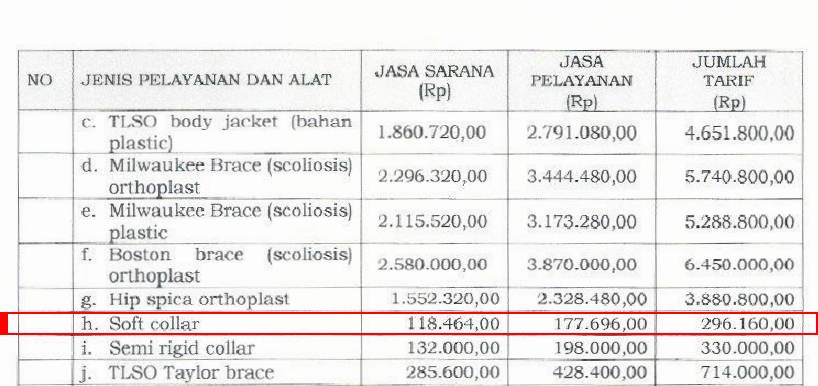 NO JENIS PELAYANAN DAN ALAT JASA SARANA (Rp) JASA PELAYANAN (Rp) JUMLAH TARIF (Rp)
c. TLSO body jacket (bahan plastic) 1.860.720,00 2.791.080,00 4.651.800,00
d. Milwaukee Brace (scoliosis) orthoplast 2.296.320,00 3.444.480,00 5.740.800,00
e. Milwaukee Brace (scoliosis) plastic 2.115.520,00 3.173.280,00 5.288.800,00
f. Boston brace (scoliosis) orthoplast 2.580.000,00 3.870.000,00 6.450.000,00
g. Hip spica orthoplast 1.552.320,00 2.328.480,00 3.880.800,00
h. Soft collar 118.464,00 177.696,00 296.160,00
i. Semi rigid collar 132.000,00 198.000,00 330.000,00
j. TLSO Taylor brace 285.600,00 428.400,00 714.000,00